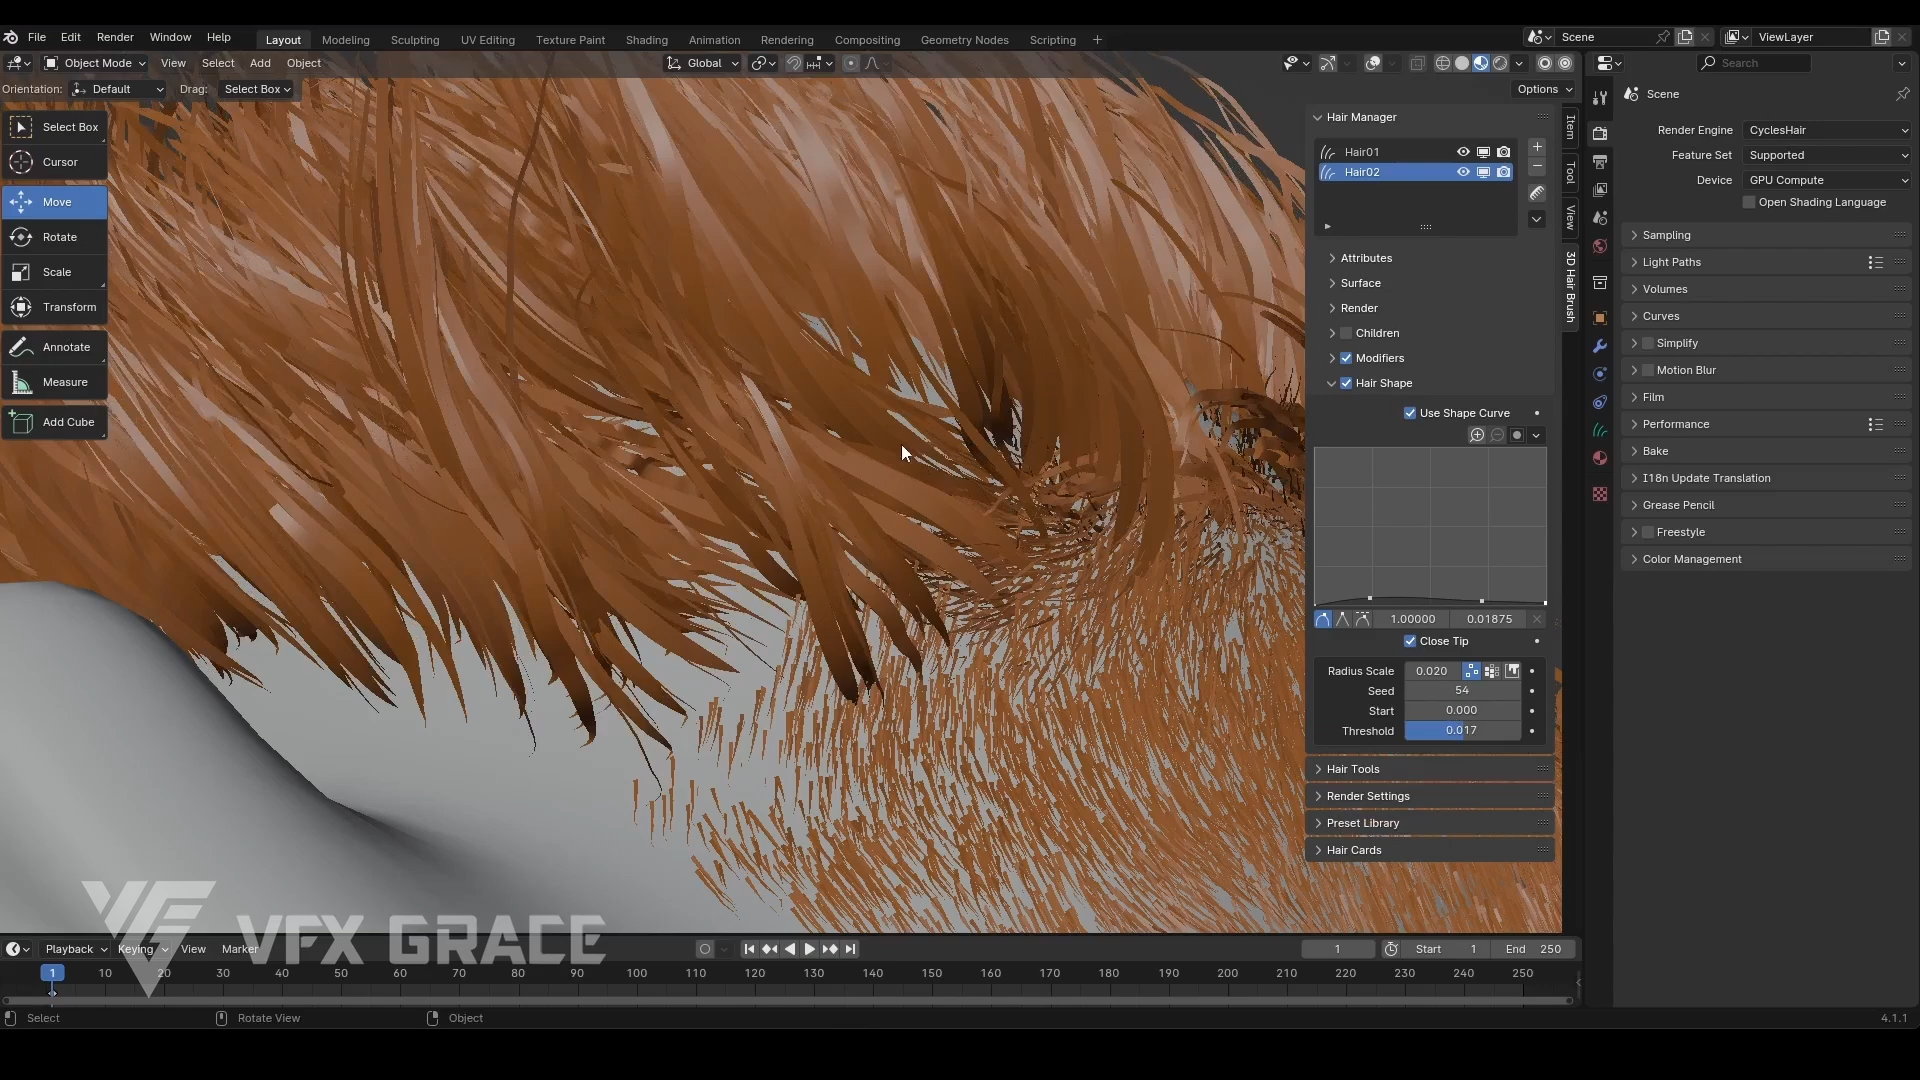 File Edit Render Window Help Layout Modeling Sculpting UV Editing Texture Paint Shading Animation Rendering Compositing Geometry Nodes Scripting + Scene ViewLayer
Object Mode View Select Add Object Global Search
Orientation: Default Drag: Select Box Options
Select Box
Cursor
Move
Rotate
Scale
Transform
Annotate
Measure
Add Cube
Hair Manager
Hair01
Hair02
Attributes
Surface
Render
Children
Modifiers
Hair Shape
Use Shape Curve
1.00000 0.01875
Close Tip
Radius Scale 0.020
Seed 54
Start 0.000
Threshold 0.017
Hair Tools
Render Settings
Preset Library
Hair Cards
Item
Tool
View
3D Hair Brush
Scene
Render Engine CyclesHair
Feature Set Supported
Device GPU Compute
Open Shading Language
Sampling
Light Paths
Volumes
Curves
Simplify
Motion Blur
Film
Performance
Bake
I18n Update Translation
Grease Pencil
Freestyle
Color Management
VFX GRACE
Playback Keying View Marker 1 Start 1 End 250
1 10 20 30 40 50 60 70 80 90 100 110 120 130 140 150 160 170 180 190 200 210 220 230 240 250
Select Rotate View Object 4.1.1